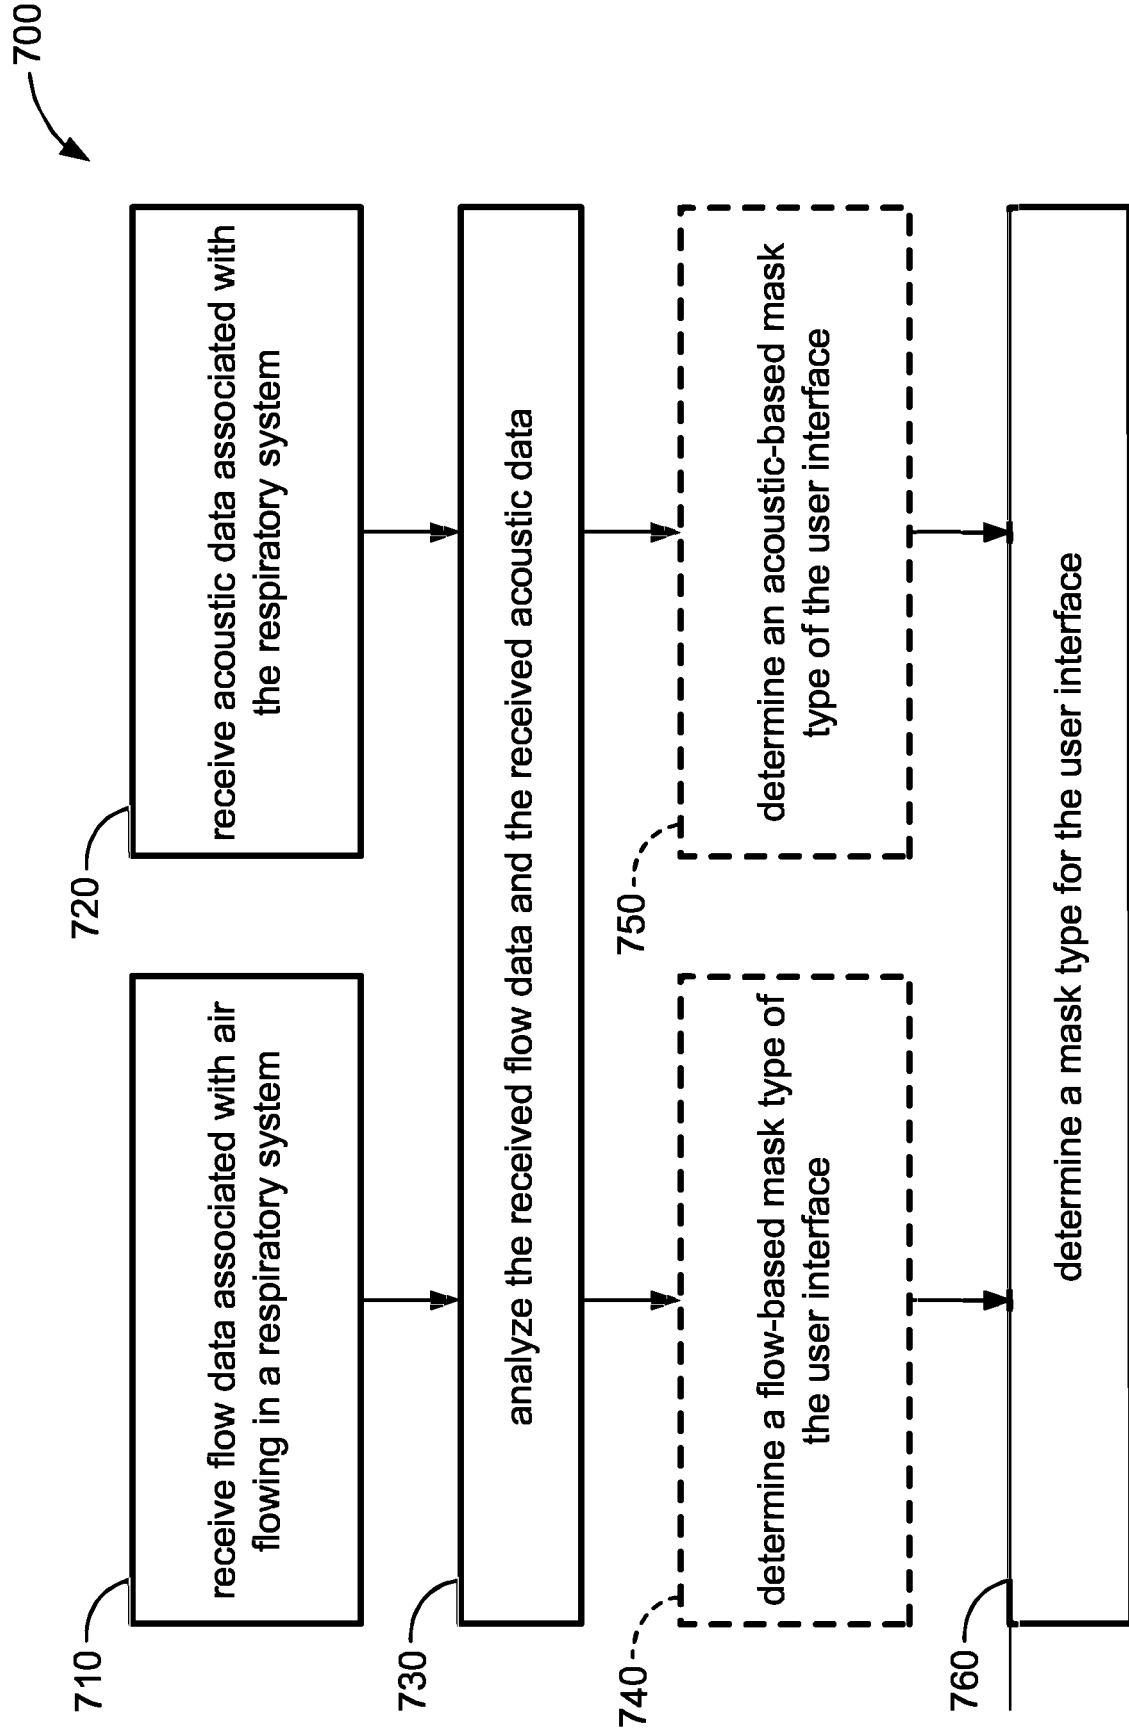 700
710
receive flow data associated with air
flowing in a respiratory system
720
receive acoustic data associated with
the respiratory system
730
analyze the received flow data and the received acoustic data
740
determine a flow-based mask type of
the user interface
750
determine an acoustic-based mask
type of the user interface
760
determine a mask type for the user interface